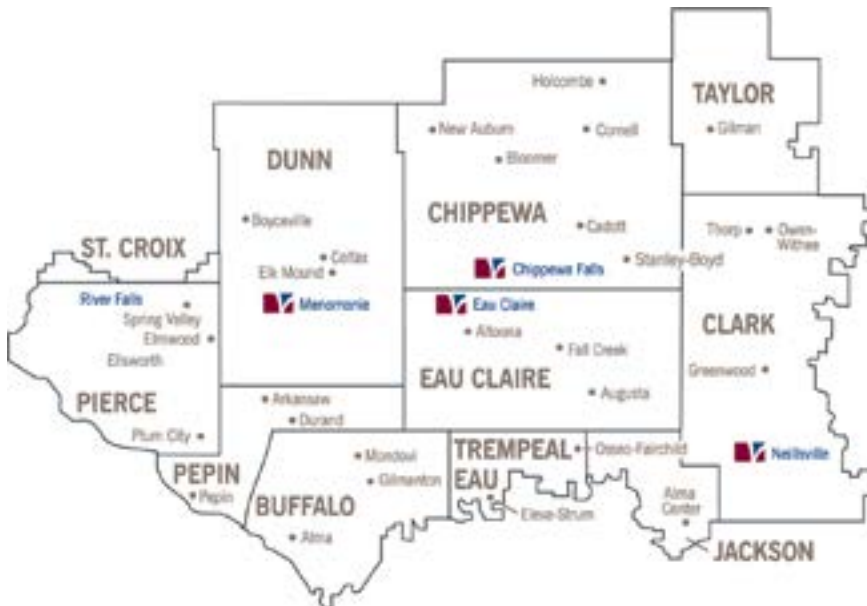 Holcombe
TAYLOR
New Auburn
Cornell
Gilman
DUNN
Bloomer
CHIPPEWA
Boyceville
Cadott
Thorp
Owen-
Withee
ST. CROIX
Colfax
Elk Mound
Chippewa Falls
Stanley-Boyd
River Falls
Menomonie
Eau Claire
Spring Valley
Elmwood
Altoona
CLARK
Ellsworth
Fall Creek
EAU CLAIRE
Greenwood
PIERCE
Arkansaw
Augusta
Durand
Plum City
TREMPEAL
EAU
Osseo-Fairchild
Mondovi
Neillsville
PEPIN
Gilmanton
Pepin
BUFFALO
Eleva-Strum
Alma
Center
Alma
JACKSON